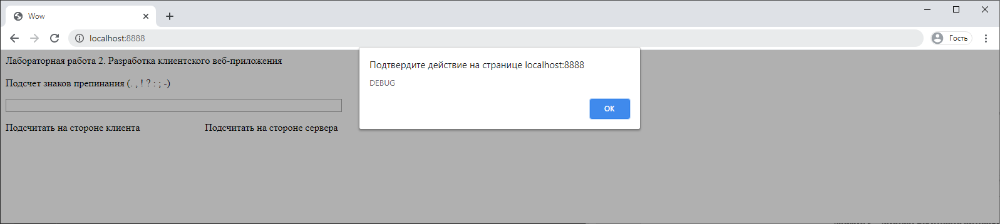 Wow
localhost:8888
Гость
Подтвердите действие на странице localhost:8888
DEBUG
OK
Лабораторная работа 2. Разработка клиентского веб-приложения
Подсчет знаков препинания (. , ! ? : ; -)
Подсчитать на стороне клиента
Подсчитать на стороне сервера